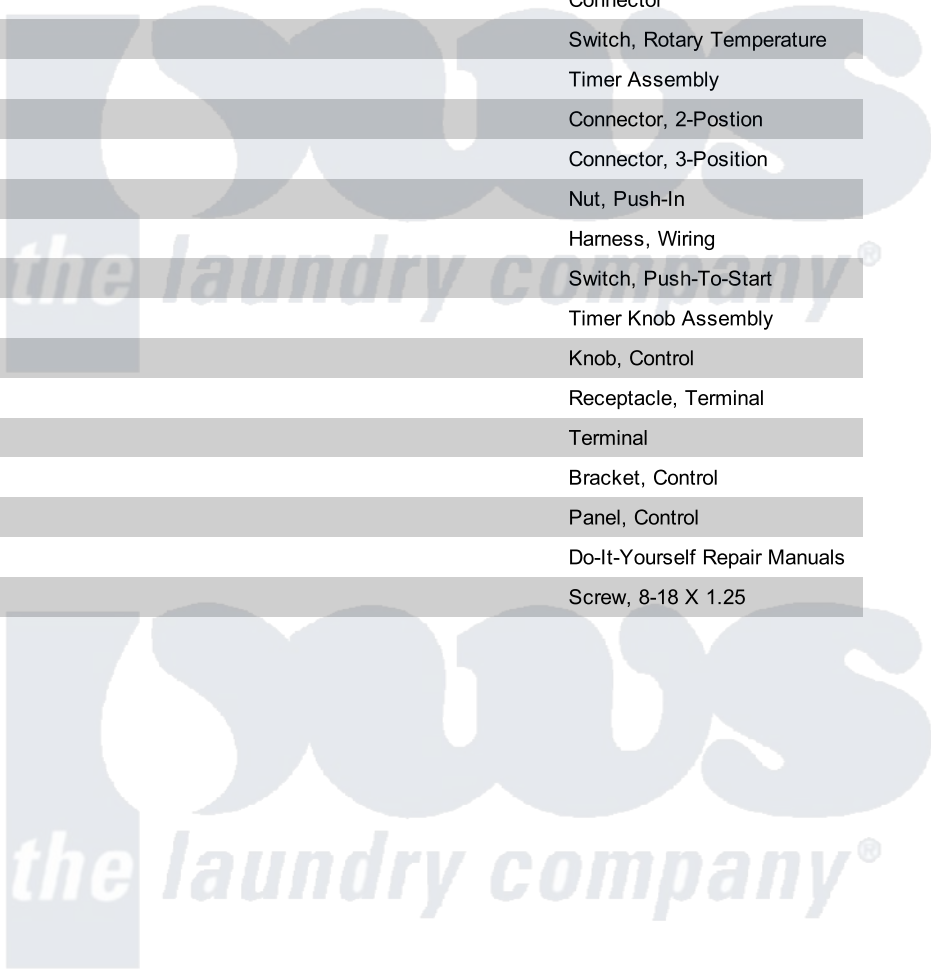 Connector
Switch, Rotary Temperature
Timer Assembly
Connector, 2-Postion
Connector, 3-Position
Nut, Push-In
Harness, Wiring
Switch, Push-To-Start
Timer Knob Assembly
Knob, Control
Receptacle, Terminal
Terminal
Bracket, Control
Panel, Control
Do-It-Yourself Repair Manuals
Screw, 8-18 X 1.25
pws
the laundry company®
pws
the laundry company®